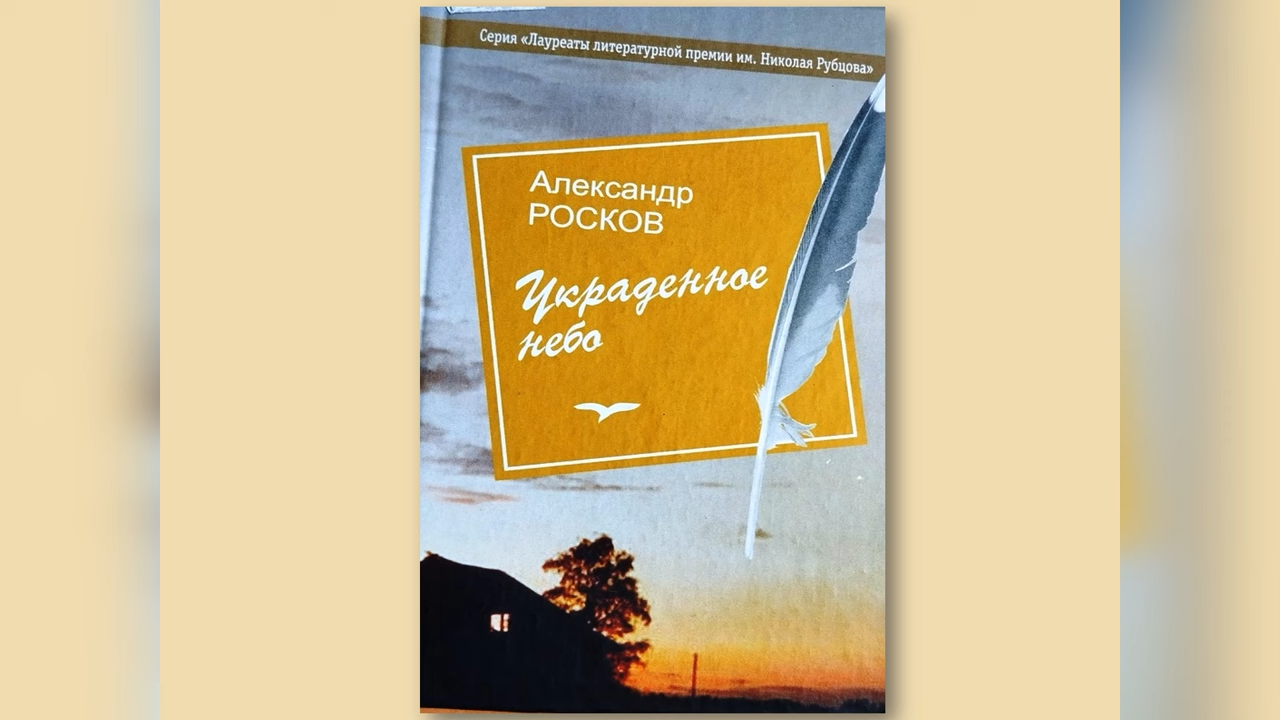 Серия «Лауреаты литературной премии им. Николая Рубцова»
Александр
РОСКОВ
Украденное
небо